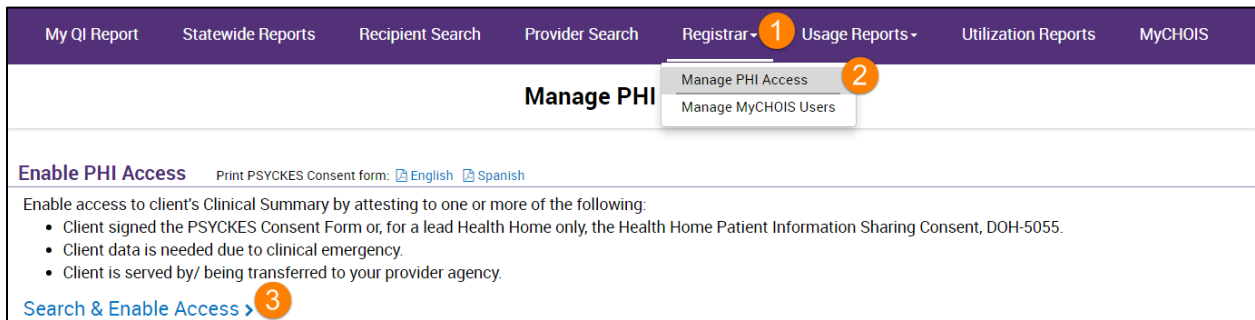 My QI Report Statewide Reports Recipient Search Provider Search Registrar 1 Usage Reports Utilization Reports MyCHOIS
Manage PHI Access 2
Manage PHI
Manage MyCHOIS Users
Enable PHI Access Print PSYCKES Consent form: English Spanish
Enable access to client's Clinical Summary by attesting to one or more of the following:
• Client signed the PSYCKES Consent Form or, for a lead Health Home only, the Health Home Patient Information Sharing Consent, DOH-5055.
• Client data is needed due to clinical emergency.
• Client is served by/ being transferred to your provider agency.
Search & Enable Access > 3